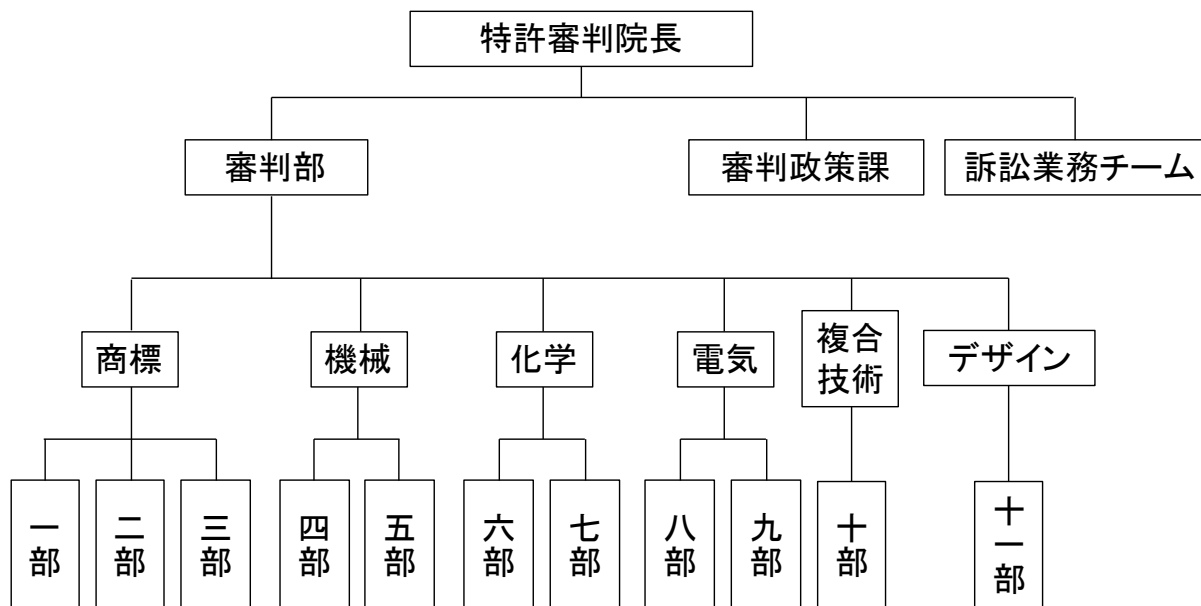 特許審判院長
審判部
審判政策課
訴訟業務チーム
商標
機械
化学
電気
複合
技術
デザイン
一部
二部
三部
四部
五部
六部
七部
八部
九部
十部
十一部